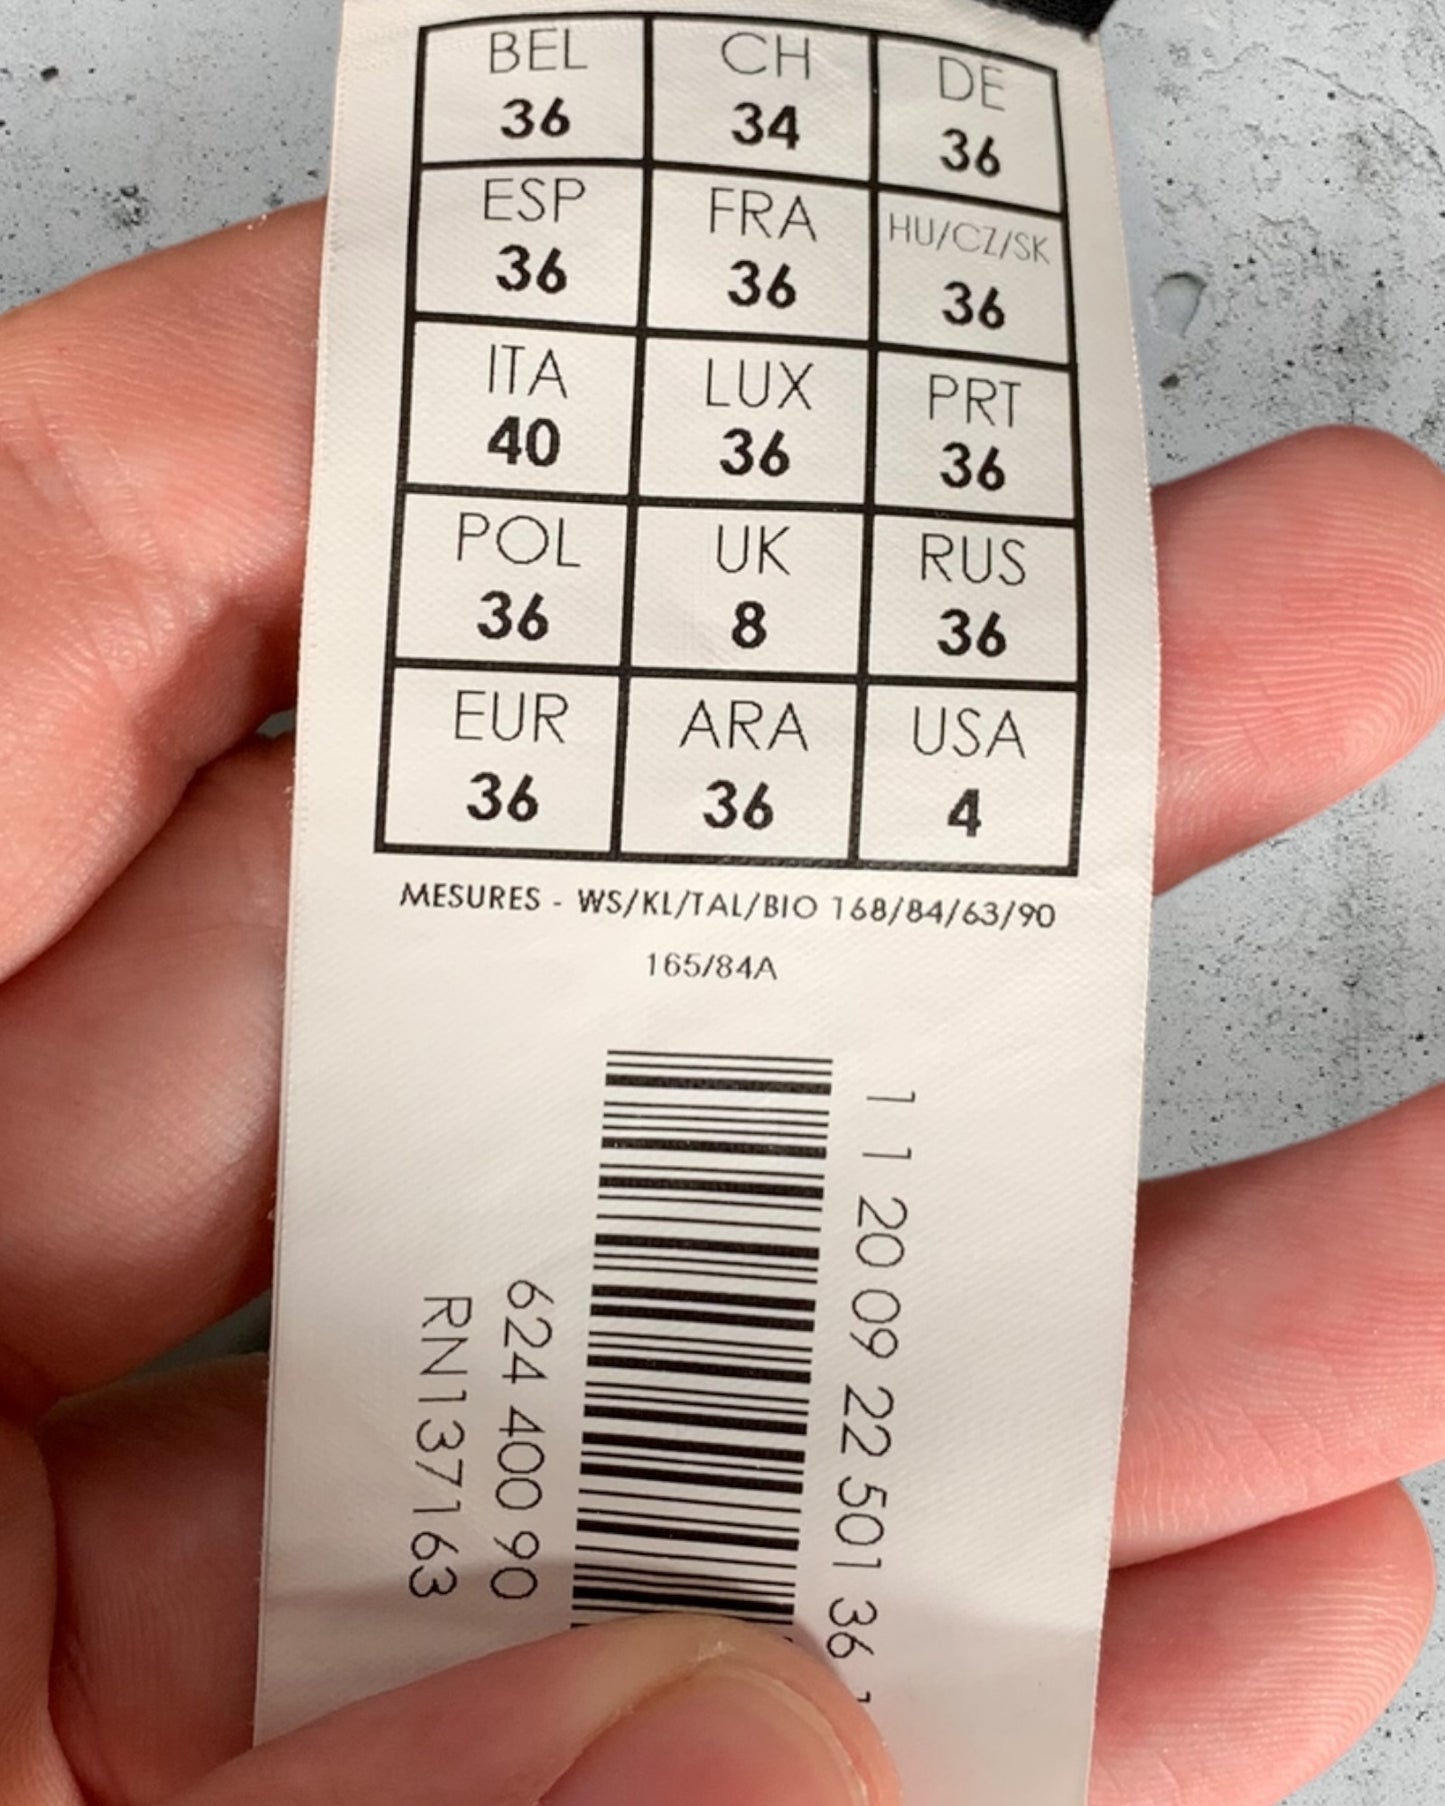 BEL CH DE
36 34 36
ESP FRA HU/CZ/SK
36 36 36
ITA LUX PRT
40 36 36
POL UK RUS
36 8 36
EUR ARA USA
36 36 4
MESURES - WS/KL/TAL/BIO 168/84/63/90
165/84A
1 1 20 09 22 501 36 1
624 400 90
RN137163